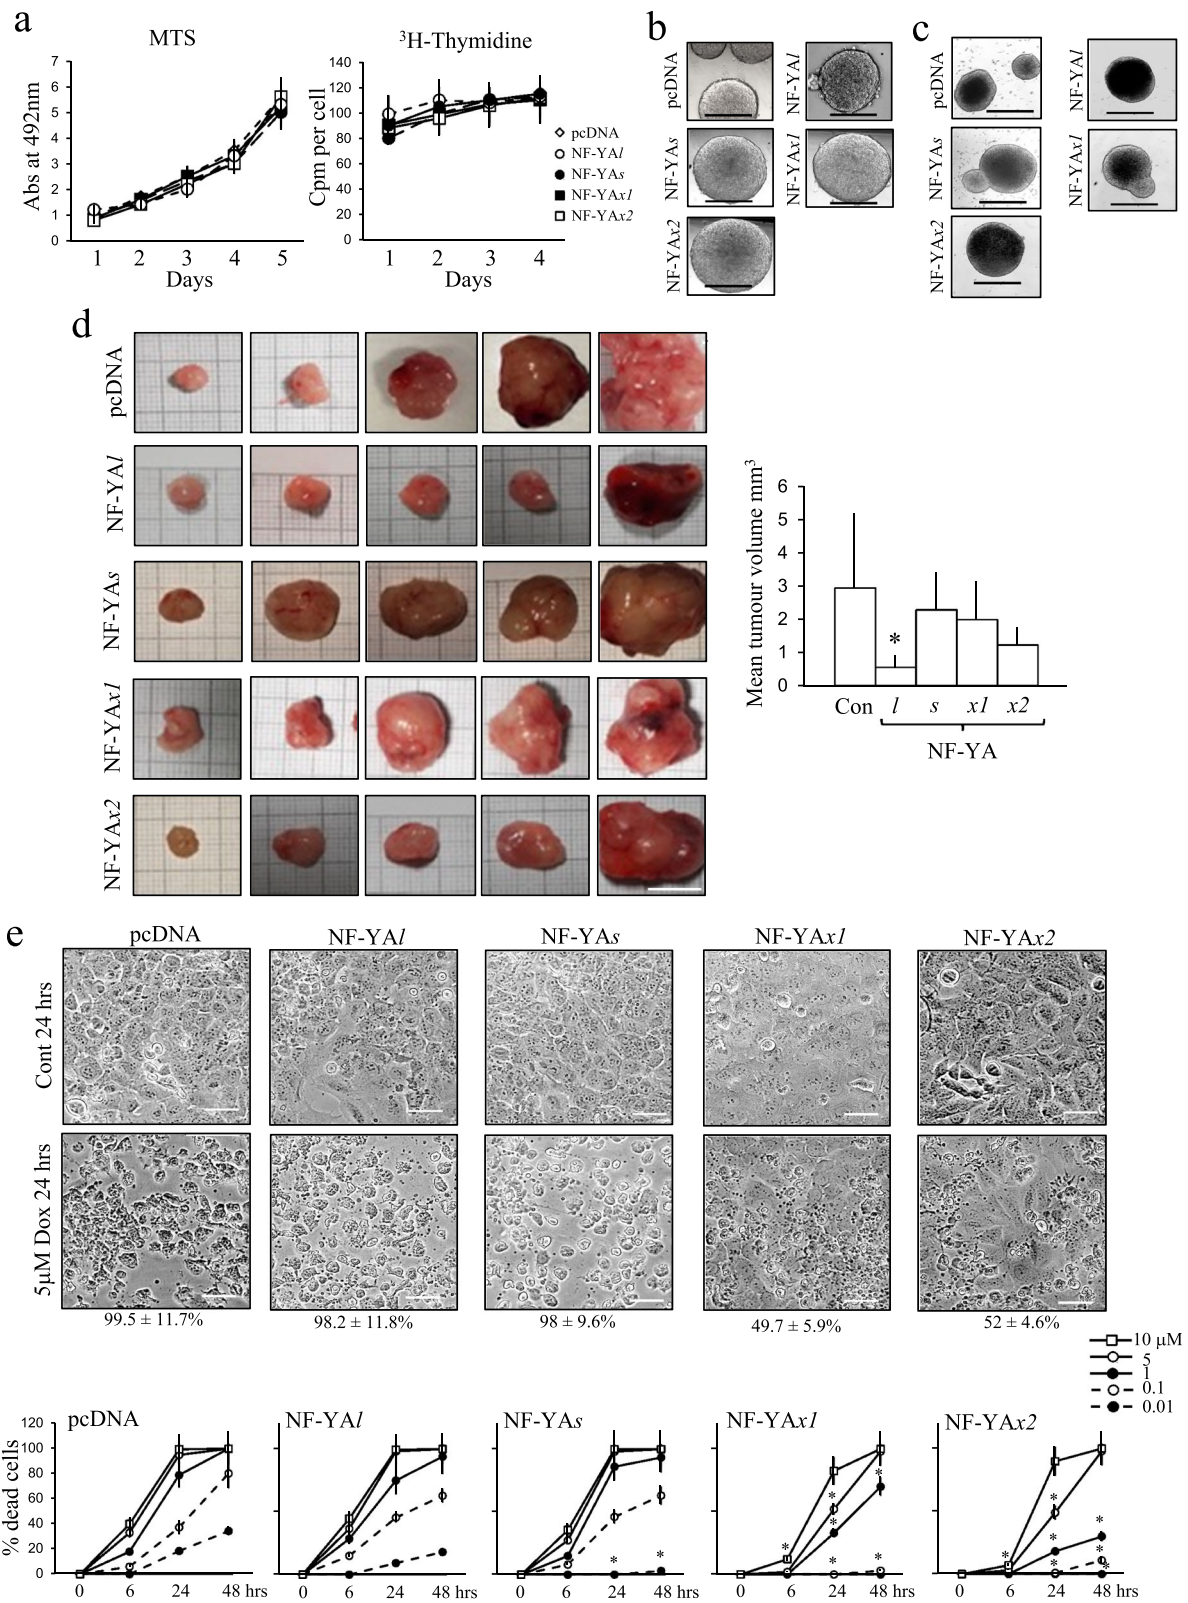 a
MTS
Abs at 492nm
7
6
5
4
3
2
1
0
1 2 3 4 5
Days
³H-Thymidine
Cpm per cell
140
120
100
80
60
40
20
0
1 2 3 4
Days
pcDNA
NF-YAl
NF-YAs
NF-YAx1
NF-YAx2
b
pcDNA
NF-YAl
NF-YAs
NF-YAx1
NF-YAx2
c
pcDNA
NF-YAl
NF-YAs
NF-YAx1
NF-YAx2
d
pcDNA
NF-YAl
NF-YAs
NF-YAx1
NF-YAx2
Mean tumour volume mm³
6
5
4
3
2
1
0
*
Con l s x1 x2
NF-YA
e
pcDNA NF-YAl NF-YAs NF-YAx1 NF-YAx2
Cont 24 hrs
5µM Dox 24 hrs
99.5 ± 11.7% 98.2 ± 11.8% 98 ± 9.6% 49.7 ± 5.9% 52 ± 4.6%
10 µM
5
1
0.1
0.01
% dead cells
120
100
80
60
40
20
0
pcDNA
0 6 24 48 hrs
NF-YAl
0 6 24 48 hrs
NF-YAs
* *
0 6 24 48 hrs
NF-YAx1
* * * * * *
0 6 24 48 hrs
NF-YAx2
* * * * * * *
0 6 24 48 hrs